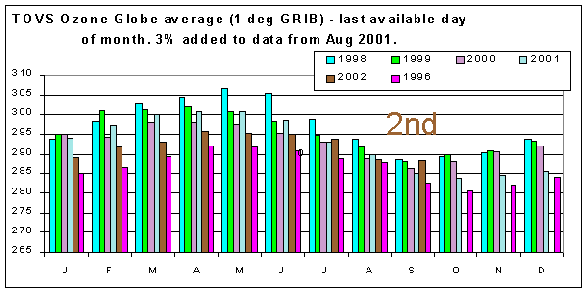 TOVS Ozone Globe average (1 deg GRIB) - last available day
of month. 3% added to data from Aug 2001.
1998 1999 2000 2001
2002 1996
310
305
300
295
290
285
280
275
270
265
2nd
0
J F M A M J J A S O N D